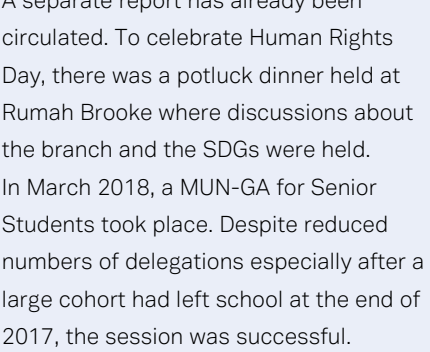 A separate report has already been
circulated. To celebrate Human Rights
Day, there was a potluck dinner held at
Rumah Brooke where discussions about
the branch and the SDGs were held.
In March 2018, a MUN-GA for Senior
Students took place. Despite reduced
numbers of delegations especially after a
large cohort had left school at the end of
2017, the session was successful.